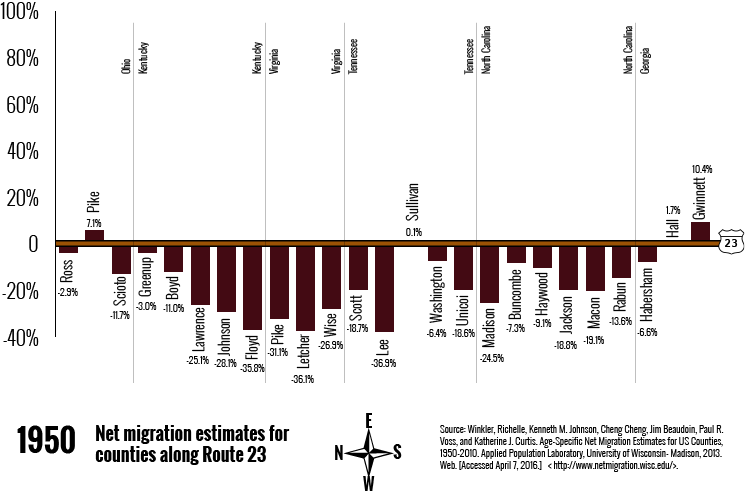 100%
80%
60%
40%
20%
0
-20%
-40%
Ohio
Kentucky
Kentucky
Virginia
Virginia
Tennessee
Tennessee
North Carolina
North Carolina
Georgia
Ross
-2.9%
Pike
7.1%
Scioto
-11.7%
Greenup
-3.0%
Boyd
-11.0%
Lawrence
-25.1%
Johnson
-28.1%
Floyd
-35.8%
Pike
-31.1%
Letcher
-36.1%
Wise
-26.9%
Scott
-18.7%
Lee
-36.9%
Sullivan
0.1%
Washington
-6.4%
Unicoi
-18.6%
Madison
-24.5%
Buncombe
-7.3%
Haywood
-9.1%
Jackson
-18.8%
Macon
-19.1%
Rabun
-13.6%
Habersham
-6.6%
Hall
1.7%
Gwinnett
10.4%
23
1950
Net migration estimates for
counties along Route 23
E
N
S
W
Source: Winkler, Richelle, Kenneth M. Johnson, Cheng Cheng, Jim Beaudoin, Paul R.
Voss, and Katherine J. Curtis. Age-Specific Net Migration Estimates for US Counties,
1950-2010. Applied Population Laboratory, University of Wisconsin- Madison, 2013.
Web. [Accessed April 7, 2016.] < http://www.netmigration.wisc.edu/>.